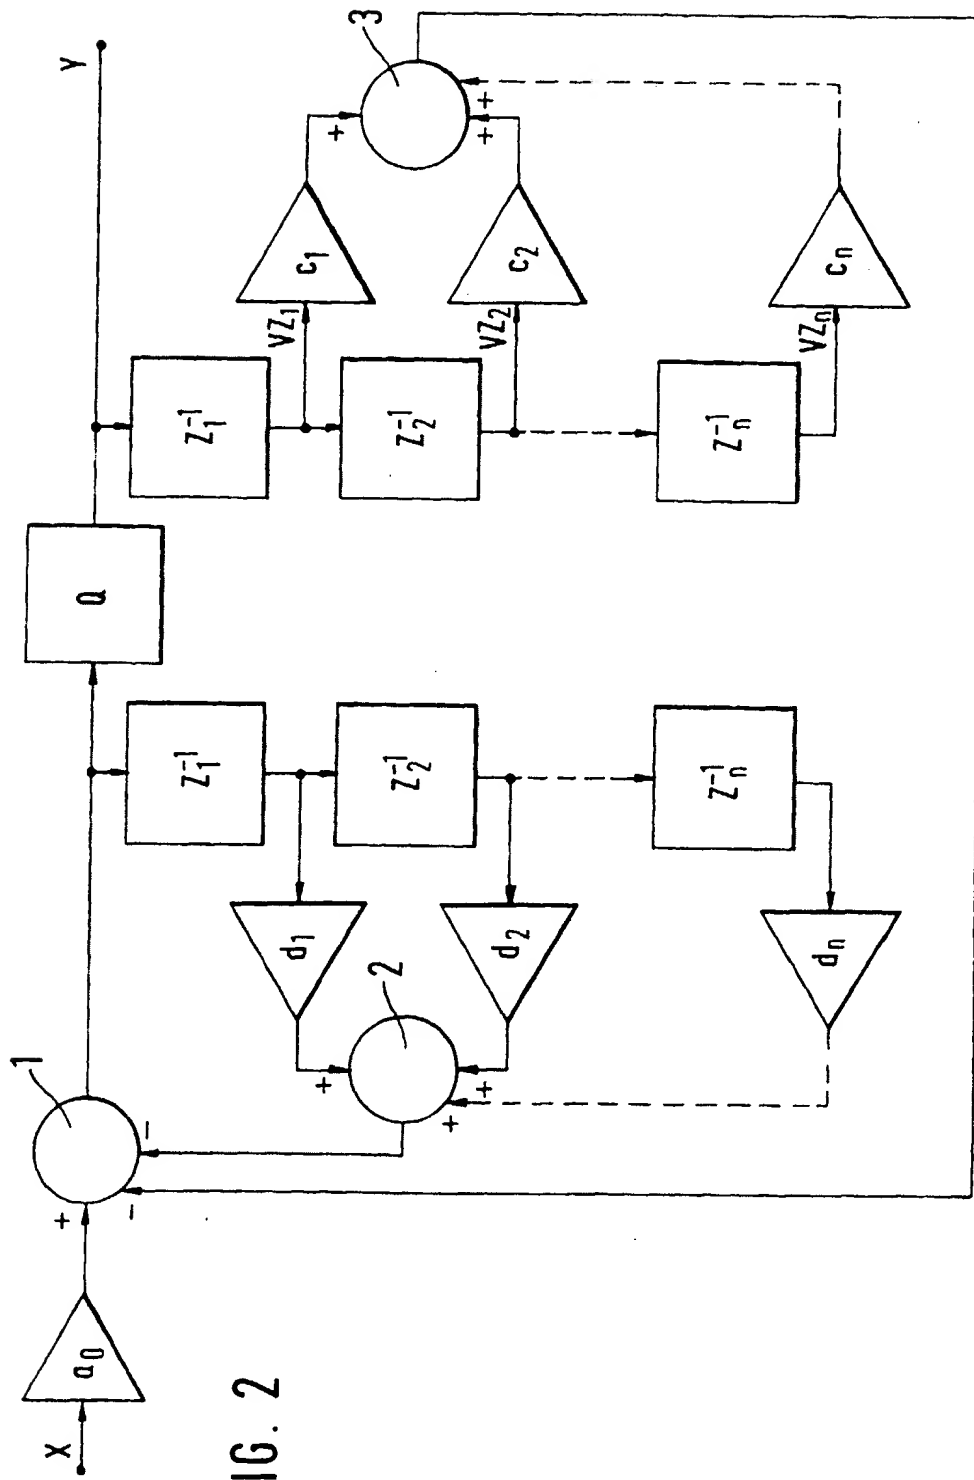 X
a0
+
-
-
1
Q
Y
Z1^-1
Z2^-1
Zn^-1
d1
d2
dn
+
+
+
2
Z1^-1
Z2^-1
Zn^-1
VZ1
VZ2
VZn
c1
c2
cn
+
+
+
3
IG. 2